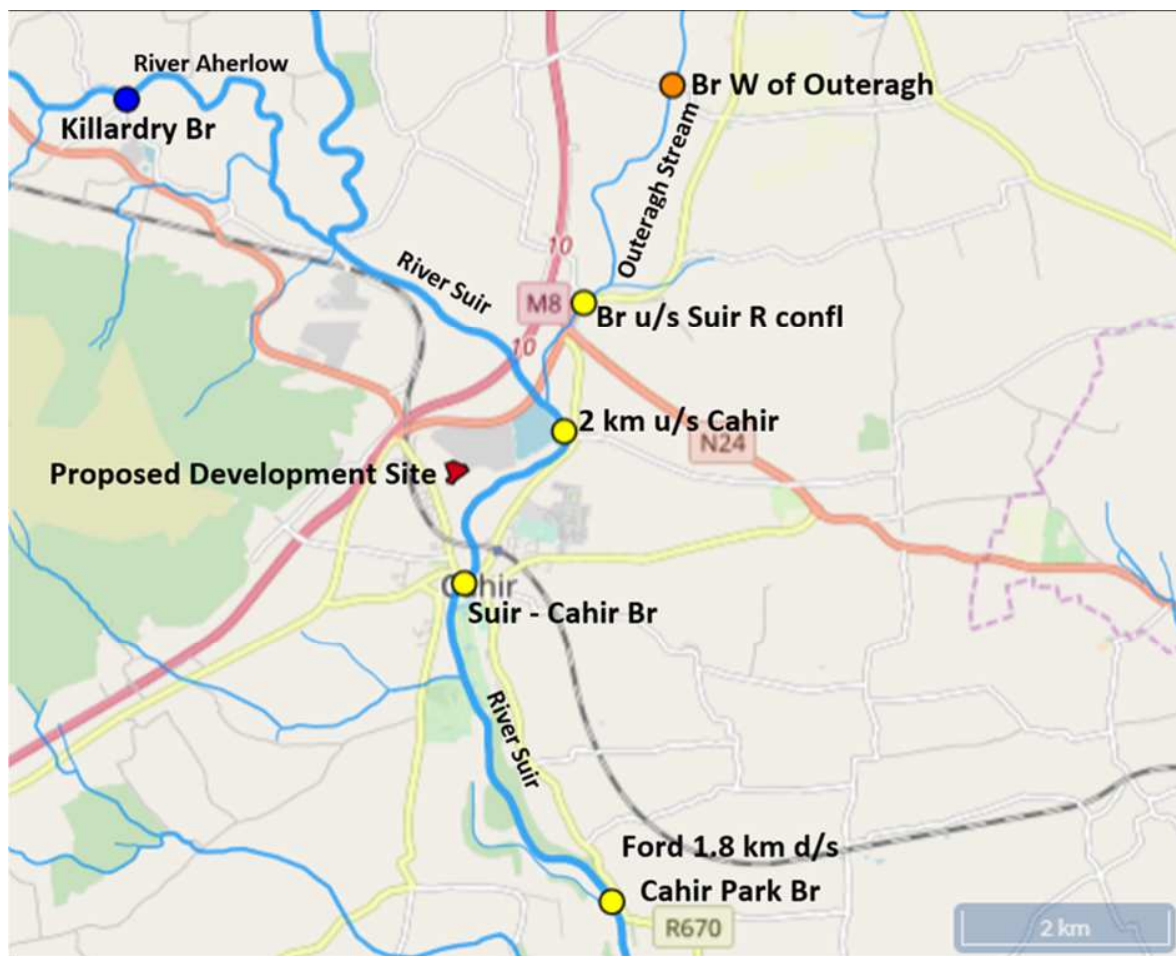 River Aherlow
Killardry Br
Br W of Outeragh
Outeragh Stream
River Suir
10
M8
Br u/s Suir R confl
10
2 km u/s Cahir
N24
Proposed Development Site
Cahir
Suir - Cahir Br
River Suir
Ford 1.8 km d/s
Cahir Park Br
R670
2 km